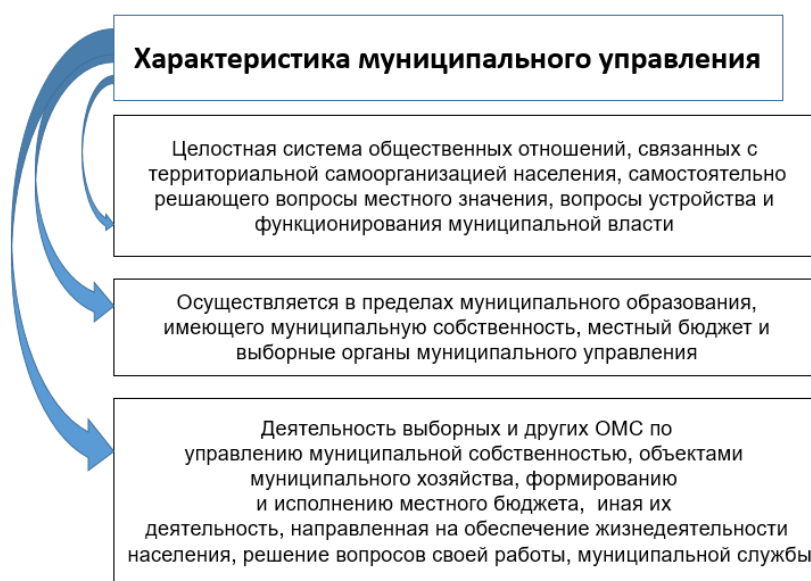 Характеристика муниципального управления
Целостная система общественных отношений, связанных с
территориальной самоорганизацией населения, самостоятельно
решающего вопросы местного значения, вопросы устройства и
функционирования муниципальной власти
Осуществляется в пределах муниципального образования,
имеющего муниципальную собственность, местный бюджет и
выборные органы муниципального управления
Деятельность выборных и других ОМС по
управлению муниципальной собственностью, объектами
муниципального хозяйства, формированию
и исполнению местного бюджета, иная их
деятельность, направленная на обеспечение жизнедеятельности
населения, решение вопросов своей работы, муниципальной службы